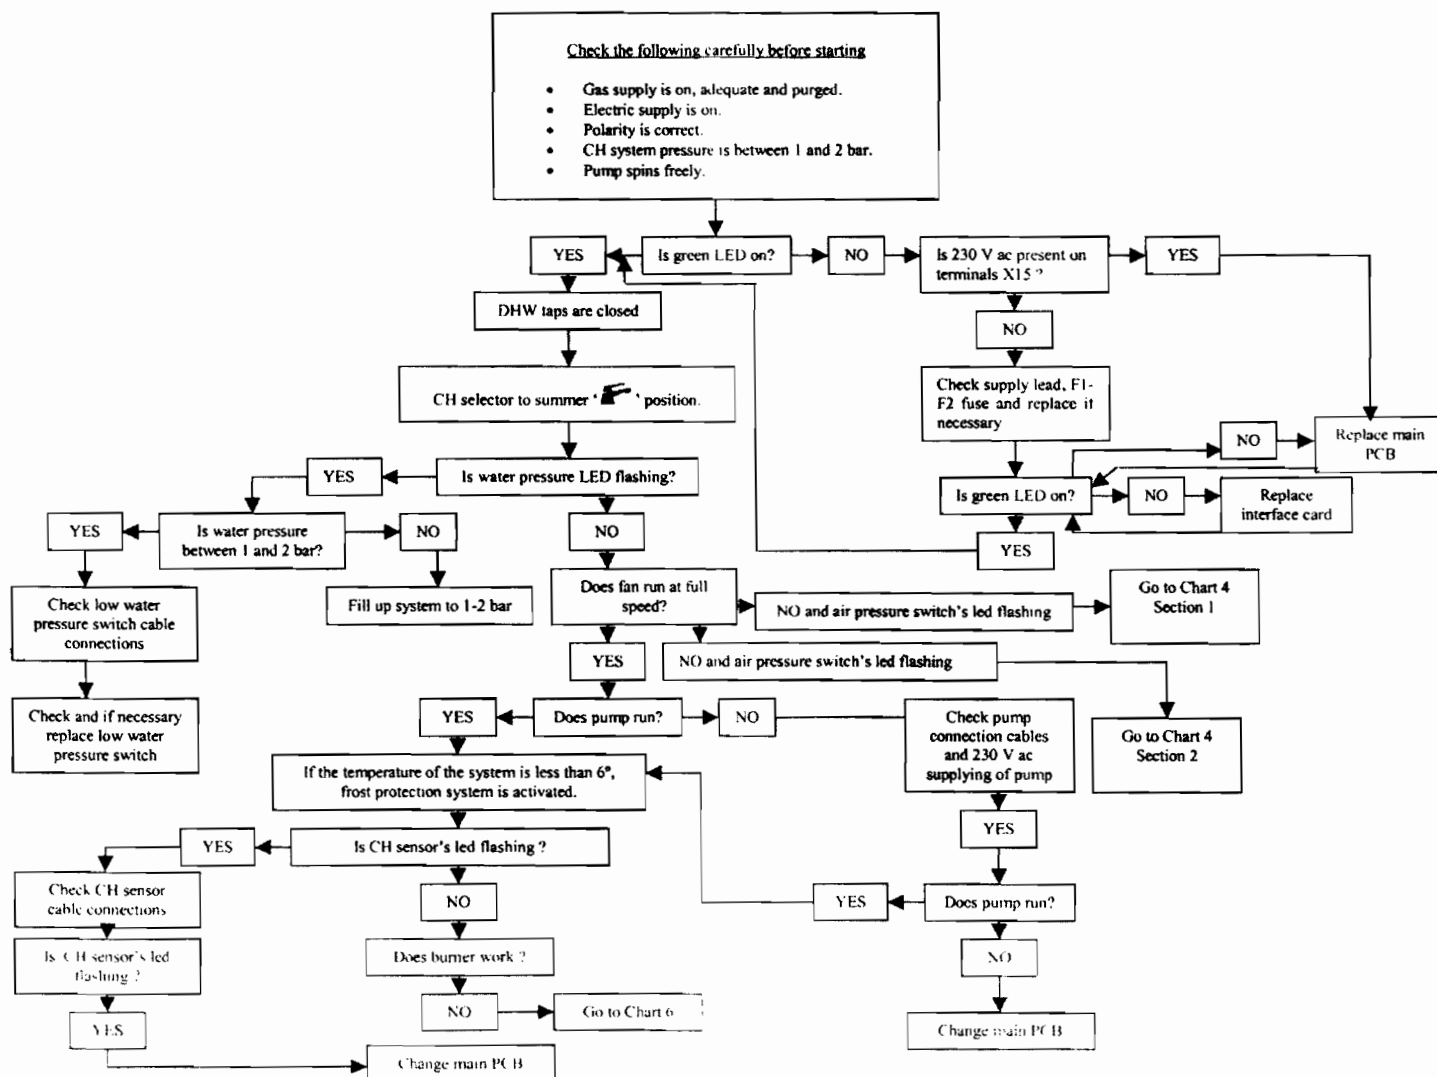 Check the following carefully before starting
• Gas supply is on, adequate and purged.
• Electric supply is on.
• Polarity is correct.
• CH system pressure is between 1 and 2 bar.
• Pump spins freely.
YES
Is green LED on?
NO
Is 230 V ac present on
terminals X15 ?
YES
DHW taps are closed
NO
CH selector to summer ' ' position.
Check supply lead, F1-
F2 fuse and replace if
necessary
NO
Replace main
PCB
YES
Is water pressure LED flashing?
Is green LED on?
NO
Replace
interface card
YES
Is water pressure
between 1 and 2 bar?
NO
NO
YES
Check low water
pressure switch cable
connections
Fill up system to 1-2 bar
Does fan run at full
speed?
NO and air pressure switch's led flashing
Go to Chart 4
Section 1
YES
NO and air pressure switch's led flashing
Check and if necessary
replace low water
pressure switch
YES
Does pump run?
NO
Check pump
connection cables
and 230 V ac
supplying of pump
Go to Chart 4
Section 2
If the temperature of the system is less than 6°,
frost protection system is activated.
YES
YES
Is CH sensor's led flashing ?
Check CH sensor
cable connections
NO
YES
Does pump run?
Is CH sensor's led
flashing ?
Does burner work ?
NO
YES
NO
Go to Chart 6
Change main PCB
Change main PCB